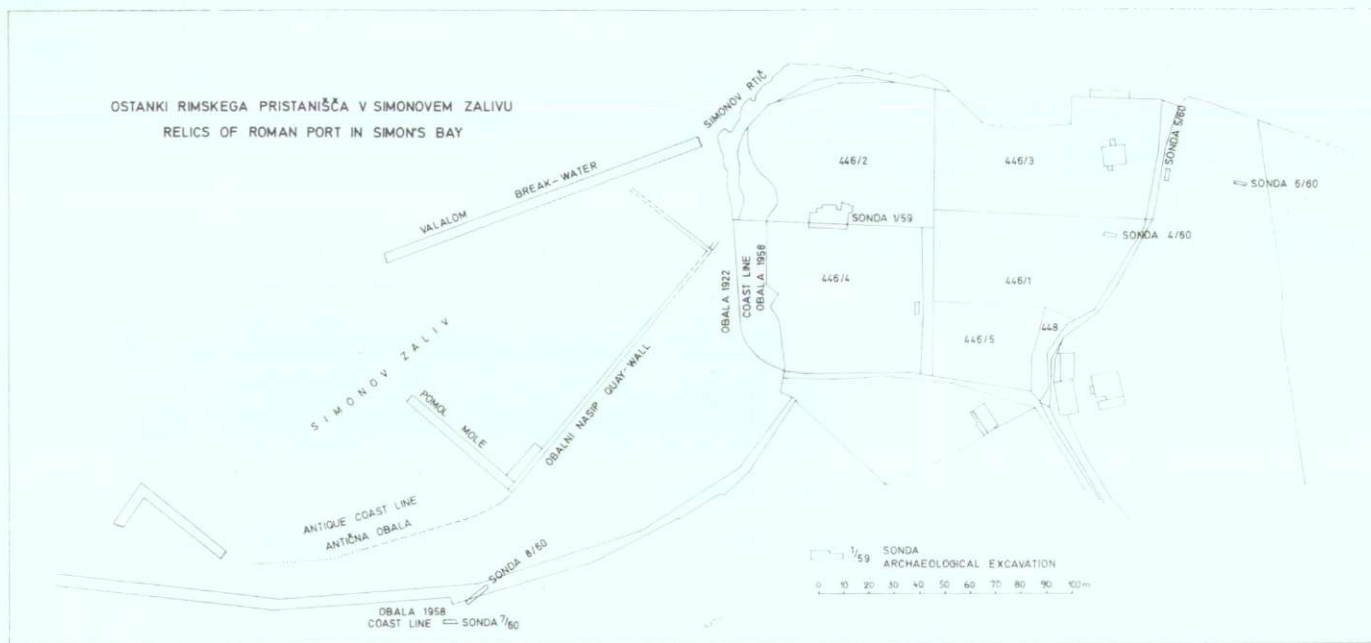 OSTANKI RIMSKEGA PRISTANIŠČA V SIMONOVEM ZALIVU
RELICS OF ROMAN PORT IN SIMON'S BAY
SIMONOV RTIČ
VALALOM BREAK-WATER
446/2
446/3
SONDA 5/60
SONDA 6/60
SONDA 1/59
SONDA 4/60
OBALA 1922
COAST LINE
OBALA 1958
446/4
446/1
446/5
448
SIMONOV ZALIV
POMOL MOLE
OBALNI NASIP QUAY-WALL
ANTIQUE COAST LINE
ANTIČNA OBALA
SONDA 8/60
OBALA 1958
COAST LINE
SONDA 7/60
1/59 SONDA
ARCHAEOLOGICAL EXCAVATION
0 10 20 30 40 50 60 70 80 90 100m